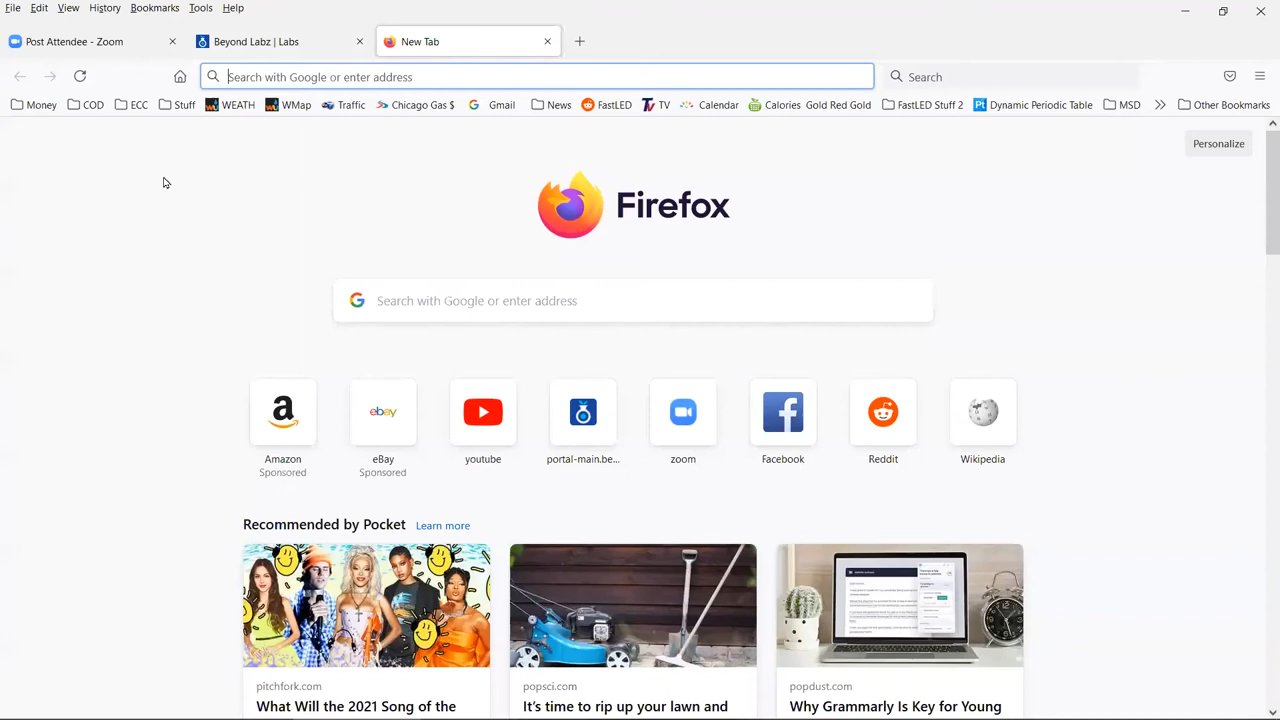 File Edit View History Bookmarks Tools Help
Post Attendee - Zoom Beyond Labz | Labs New Tab
Search with Google or enter address Search
Money COD ECC Stuff WEATH WMap Traffic Chicago Gas $ Gmail News FastLED TV Calendar Calories Gold Red Gold FastLED Stuff 2 Dynamic Periodic Table MSD Other Bookmarks
Personalize
Firefox
Search with Google or enter address
Amazon eBay youtube portal-main.be... zoom Facebook Reddit Wikipedia
Sponsored Sponsored
Recommended by Pocket Learn more
pitchfork.com popsci.com popdust.com
What Will the 2021 Song of the It's time to rip up your lawn and Why Grammarly Is Key for Young